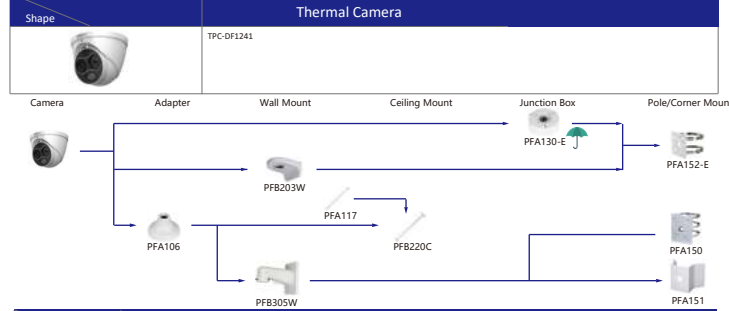 Shape
Thermal Camera
TPC-DF1241
Camera
Adapter
Wall Mount
Ceiling Mount
Junction Box
Pole/Corner Moun
PFA130-E
PFA152-E
PFB203W
PFA117
PFA106
PFB220C
PFA150
PFB305W
PFA151